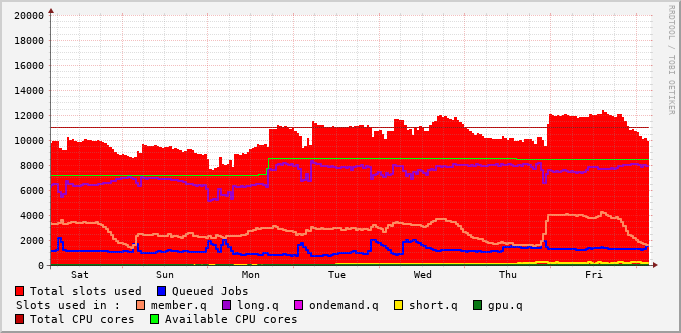 20000
18000
16000
14000
12000
10000
8000
6000
4000
2000
0
Sat Sun Mon Tue Wed Thu Fri
RRDTOOL / TOBI OETIKER
Total slots used Queued Jobs
Slots used in : member.q long.q ondemand.q short.q gpu.q
Total CPU cores Available CPU cores